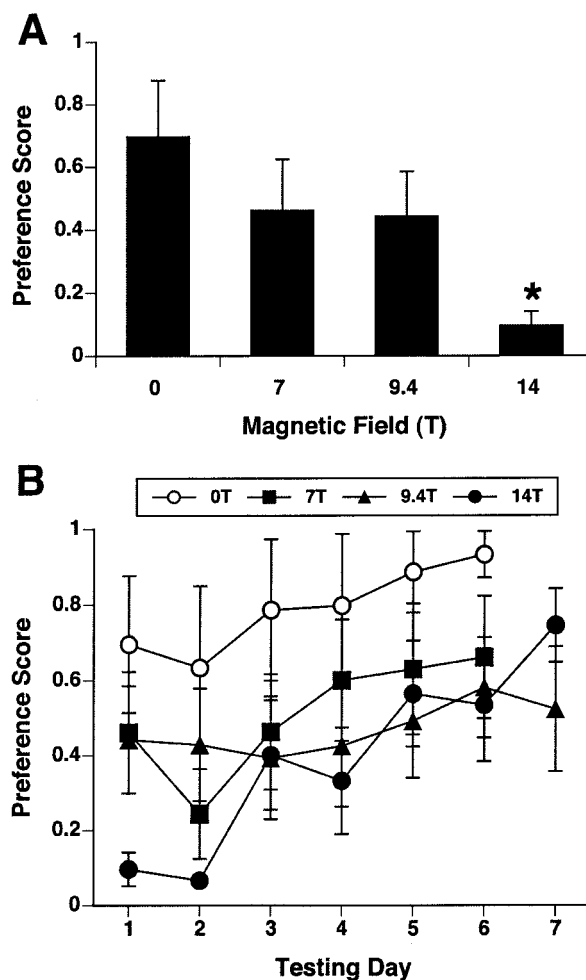 A
Preference Score
1
0.8
0.6
0.4
0.2
0
*
0 7 9.4 14
Magnetic Field (T)
B
0T 7T 9.4T 14T
Preference Score
1
0.8
0.6
0.4
0.2
0
1 2 3 4 5 6 7
Testing Day